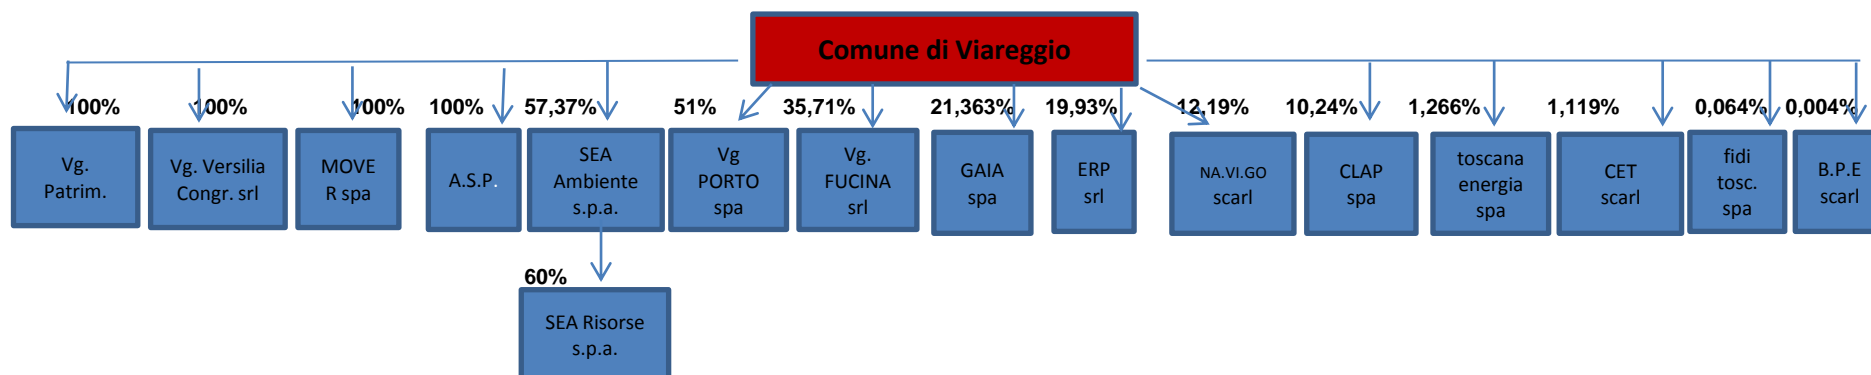 Comune di Viareggio
100% 100% 100% 100% 57,37% 51% 35,71% 21,363% 19,93% 12,19% 10,24% 1,266% 1,119% 0,064% 0,004%
Vg.
Patrim.
Vg. Versilia
Congr. srl
MOVE
R spa
A.S.P.
SEA
Ambiente
s.p.a.
Vg
PORTO
spa
Vg.
FUCINA
srl
GAIA
spa
ERP
srl
NA.VI.GO
scarl
CLAP
spa
toscana
energia
spa
CET
scarl
fidi
tosc.
spa
B.P.E
scarl
60%
SEA Risorse
s.p.a.